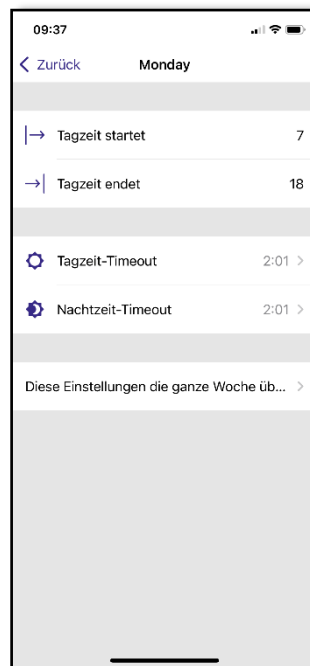 09:37
Zurück Monday
Tagzeit startet 7
Tagzeit endet 18
Tagzeit-Timeout 2:01
Nachtzeit-Timeout 2:01
Diese Einstellungen die ganze Woche üb...